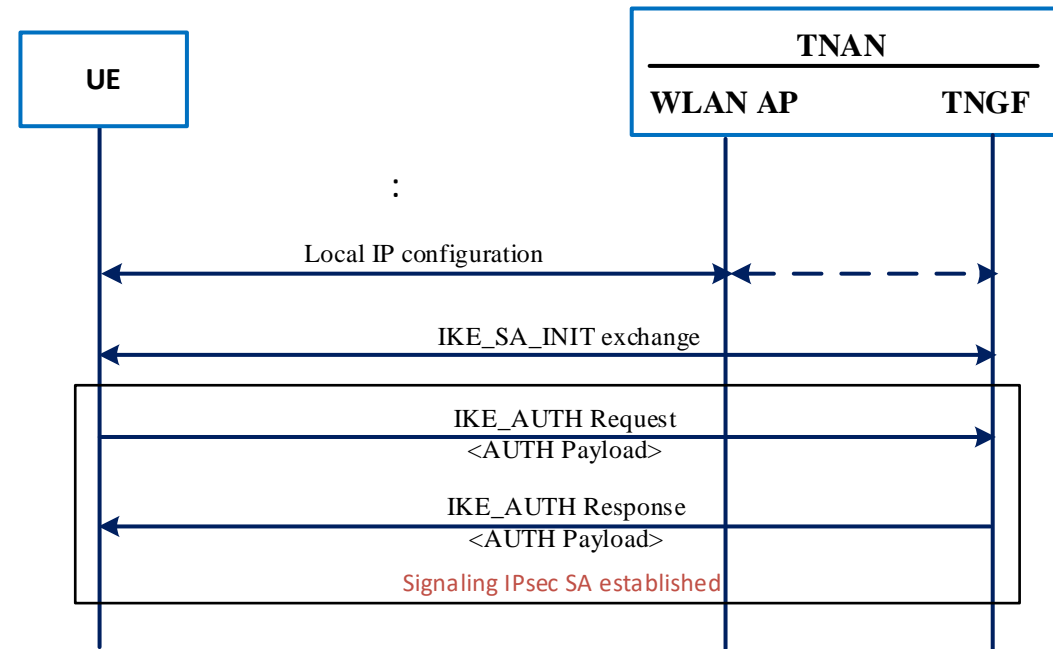 UE
TNAN
WLAN AP TNGF
:
Local IP configuration
IKE_SA_INIT exchange
IKE_AUTH Request
<AUTH Payload>
IKE_AUTH Response
<AUTH Payload>
Signaling IPsec SA established